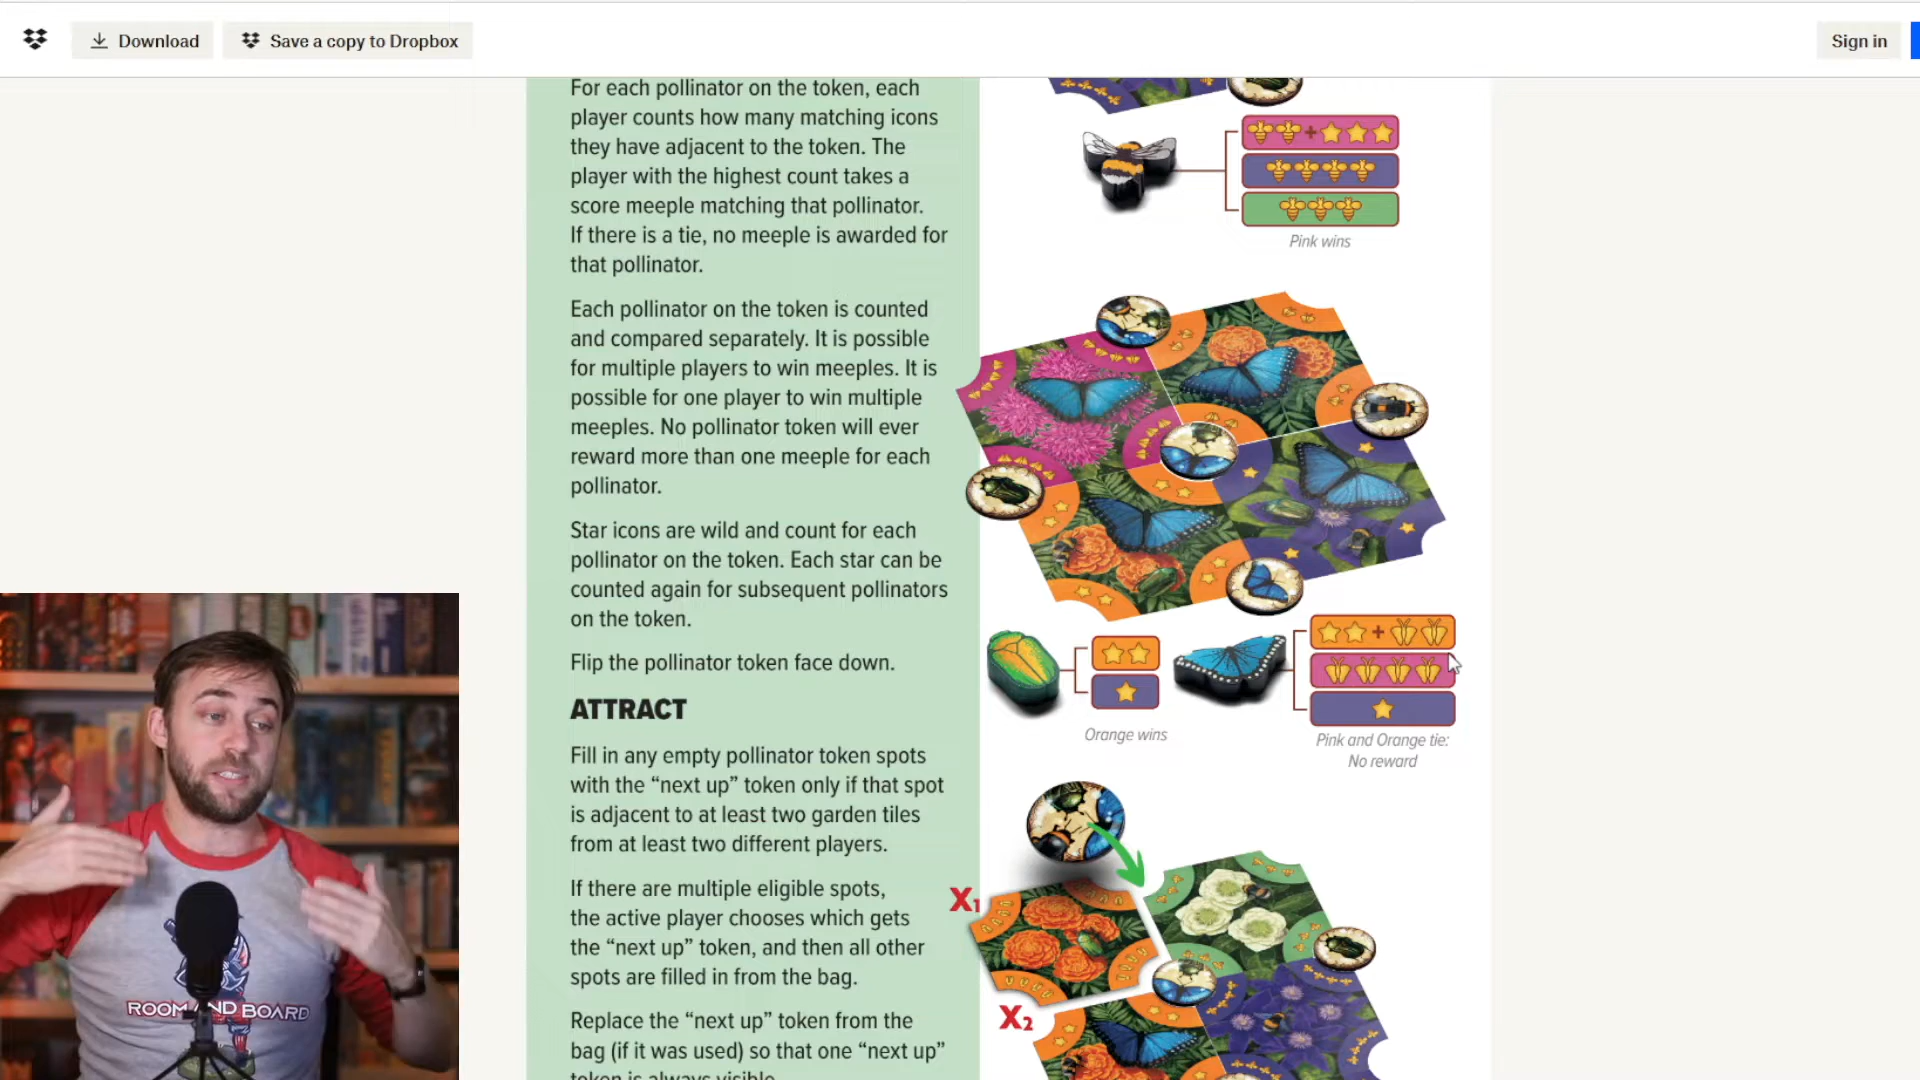 Download
Save a copy to Dropbox
Sign in
For each pollinator on the token, each
player counts how many matching icons
they have adjacent to the token. The
player with the highest count takes a
score meeple matching that pollinator.
If there is a tie, no meeple is awarded for
that pollinator.
Each pollinator on the token is counted
and compared separately. It is possible
for multiple players to win meeples. It is
possible for one player to win multiple
meeples. No pollinator token will ever
reward more than one meeple for each
pollinator.
Star icons are wild and count for each
pollinator on the token. Each star can be
counted again for subsequent pollinators
on the token.
Flip the pollinator token face down.
ATTRACT
Fill in any empty pollinator token spots
with the “next up” token only if that spot
is adjacent to at least two garden tiles
from at least two different players.
If there are multiple eligible spots,
the active player chooses which gets
the “next up” token, and then all other
spots are filled in from the bag.
Replace the “next up” token from the
bag (if it was used) so that one “next up”
token is always visible.
+
Pink wins
+
Orange wins
Pink and Orange tie:
No reward
X1
X2
ROOM AND BOARD